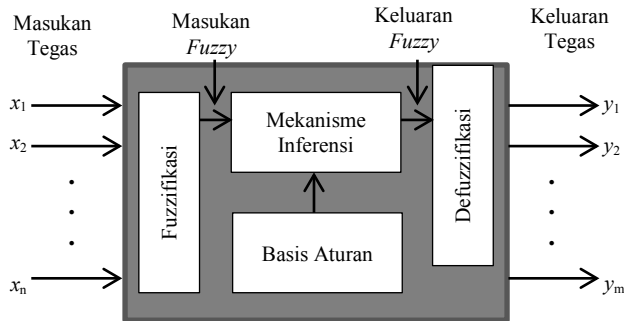 Masukan
Tegas
Masukan
Fuzzy
Keluaran
Fuzzy
Keluaran
Tegas
x1
x2
xn
Fuzzifikasi
Mekanisme
Inferensi
Basis Aturan
Defuzzifikasi
y1
y2
ym